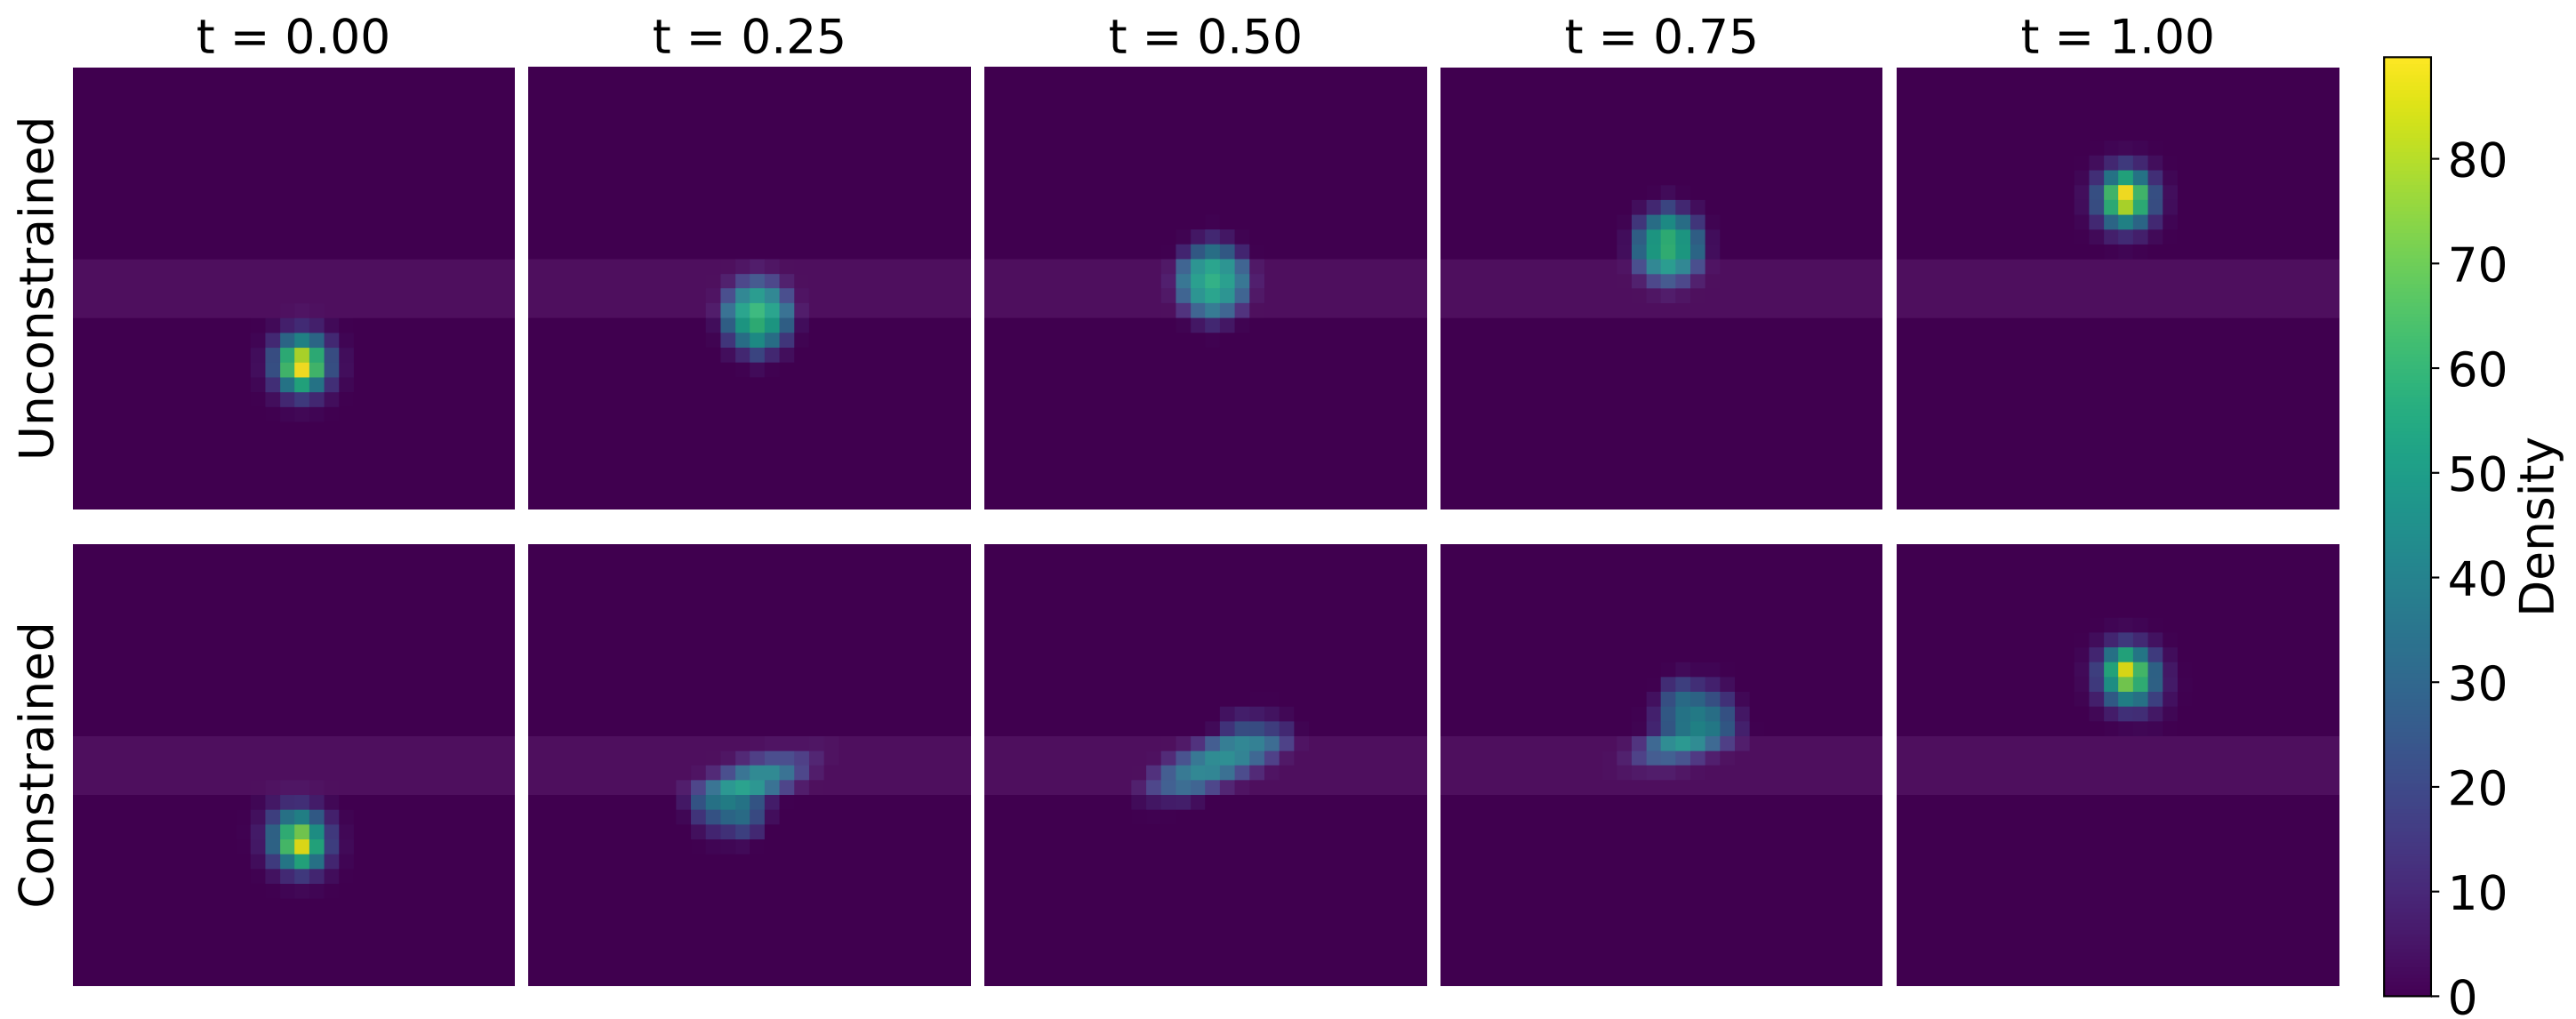 t = 0.00
t = 0.25
t = 0.50
t = 0.75
t = 1.00
Unconstrained
Constrained
80
70
60
50
40
30
20
10
0
Density